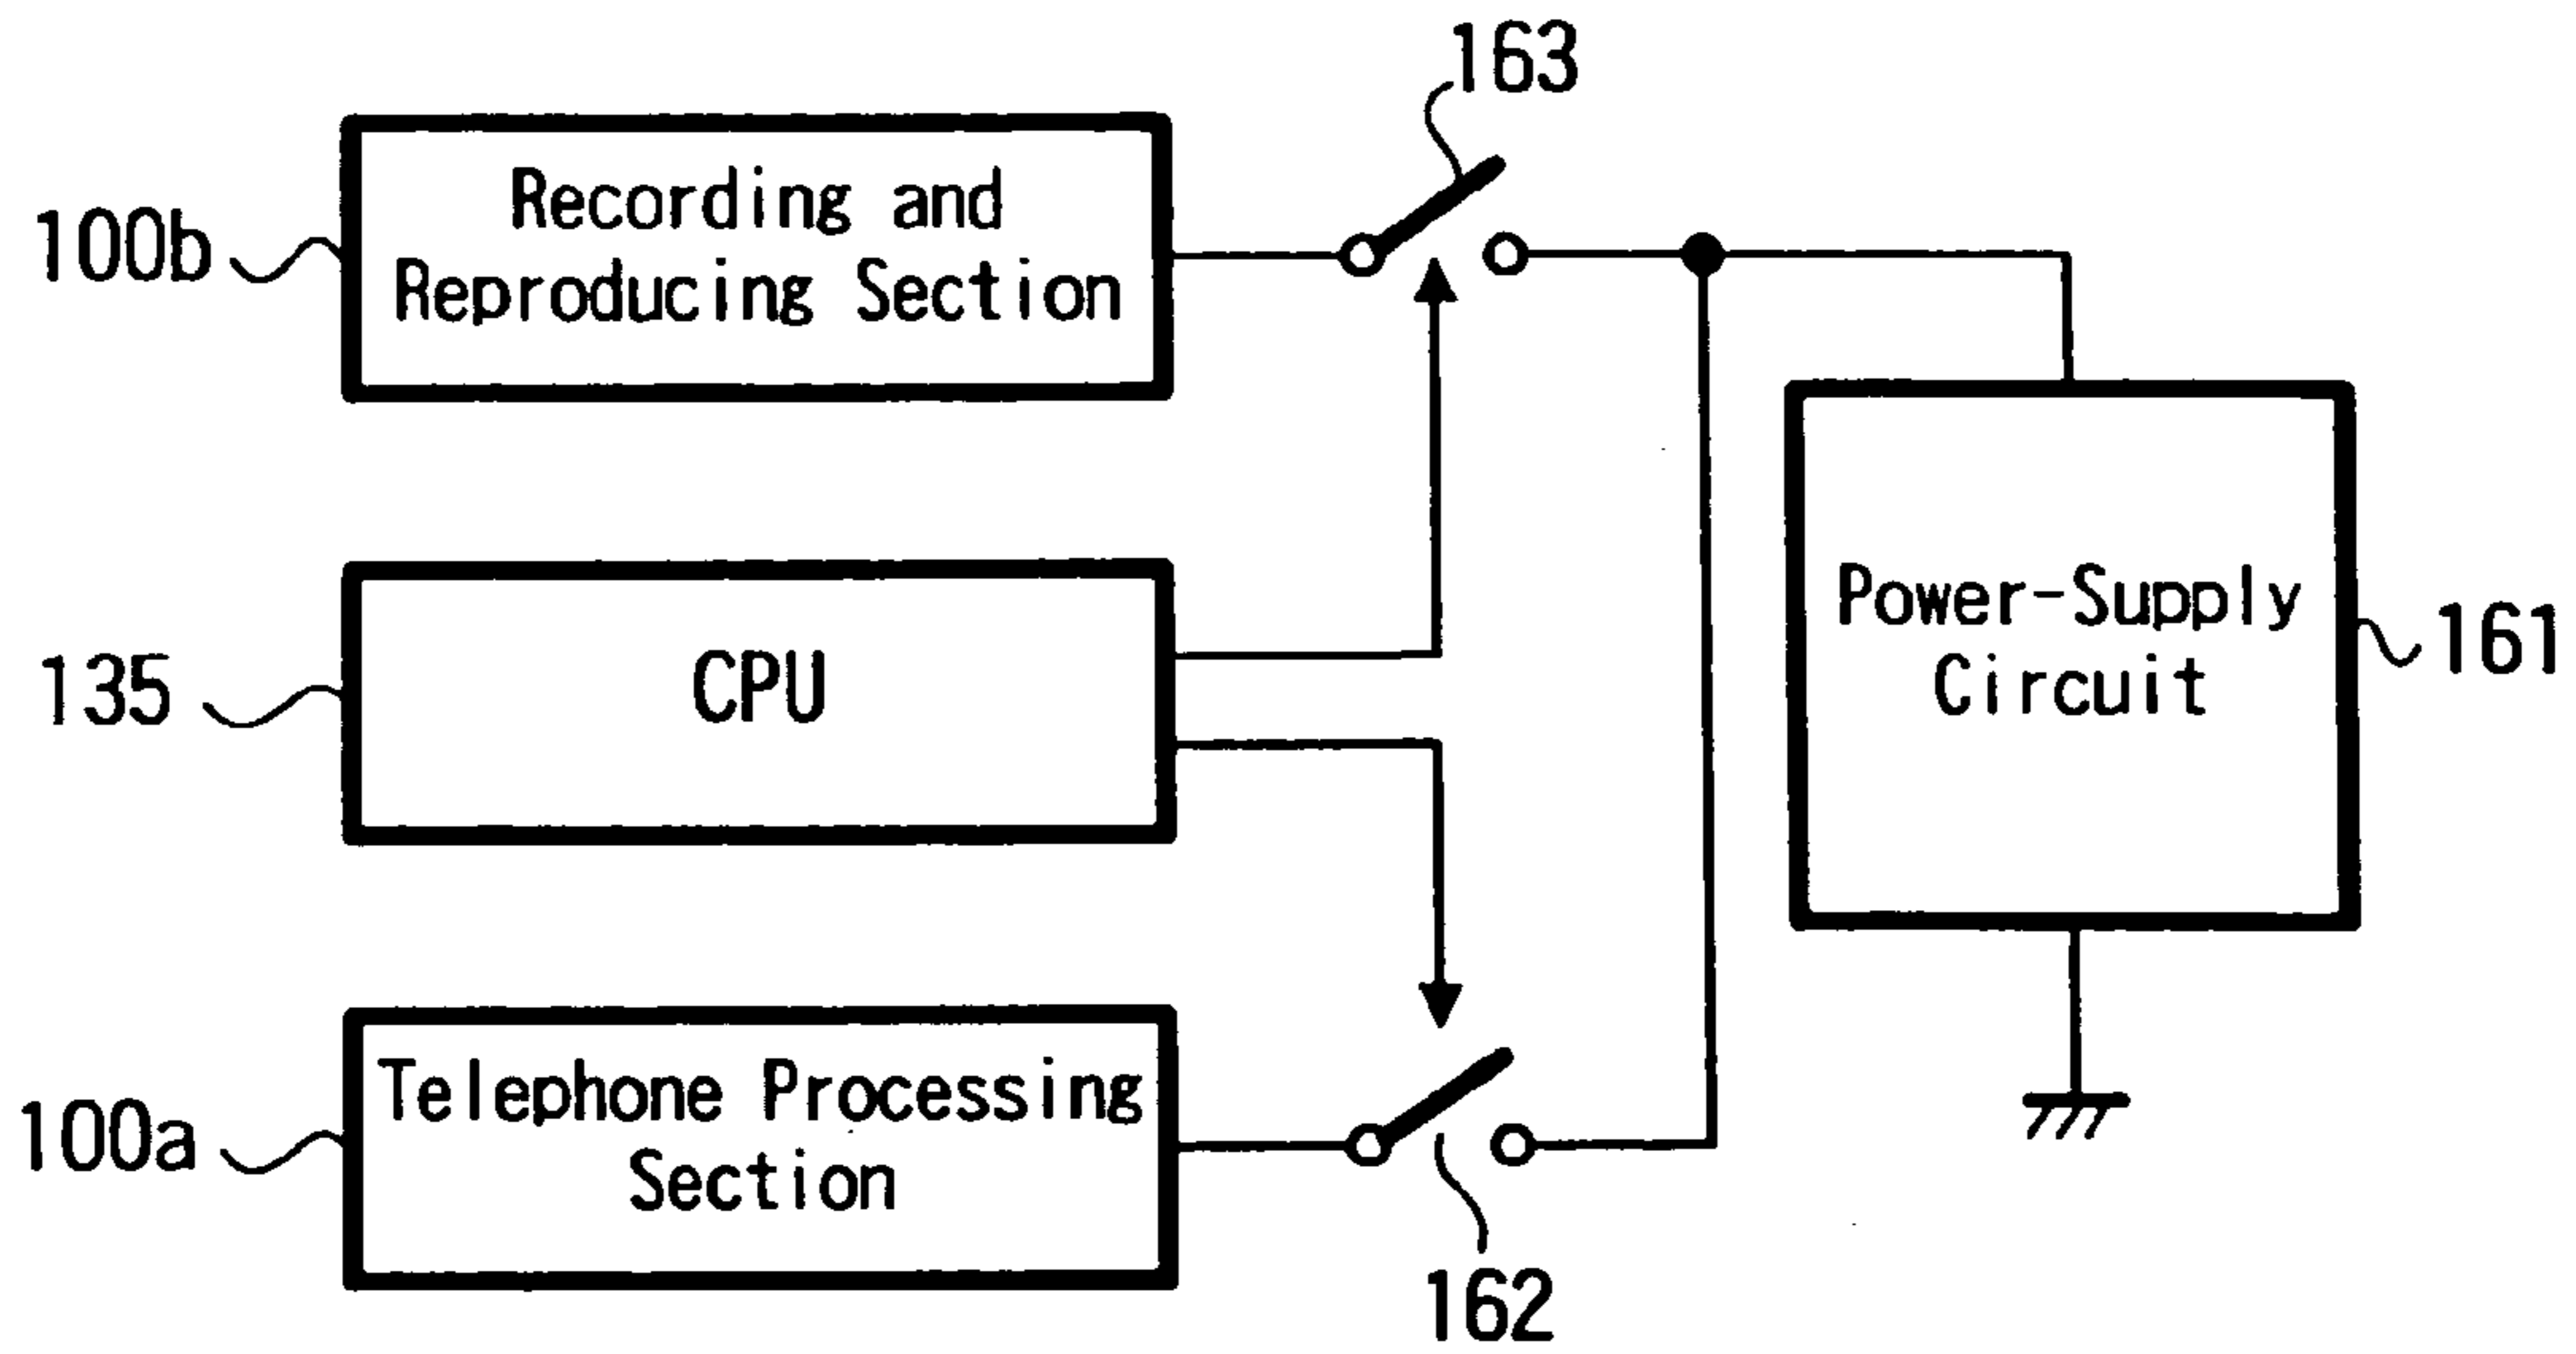 163
100b
Recording and
Reproducing Section
Power-Supply
Circuit
161
135
CPU
100a
Telephone Processing
Section
162